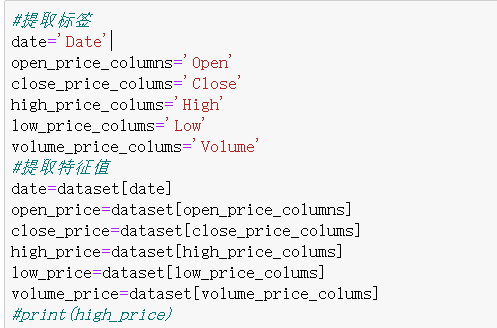 #提取标签
date='Date'
open_price_columns='Open'
close_price_colums='Close'
high_price_colums='High'
low_price_colums='Low'
volume_price_colums='Volume'
#提取特征值
date=dataset[date]
open_price=dataset[open_price_columns]
close_price=dataset[close_price_colums]
high_price=dataset[high_price_colums]
low_price=dataset[low_price_colums]
volume_price=dataset[volume_price_colums]
#print(high_price)